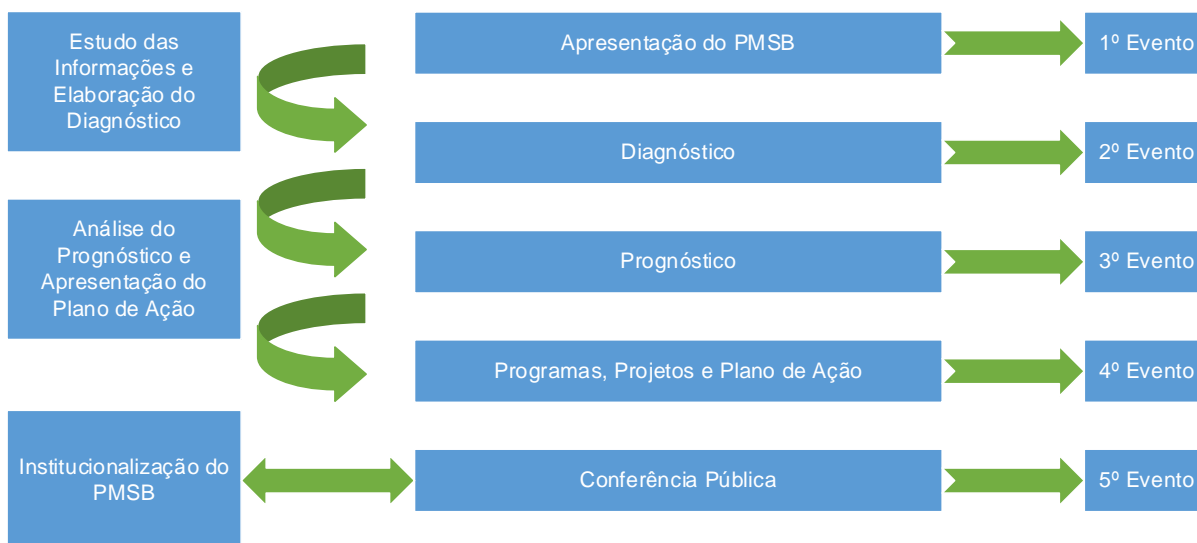 Estudo das
Informações e
Elaboração do
Diagnóstico
Apresentação do PMSB
1º Evento
Diagnóstico
2º Evento
Análise do
Prognóstico e
Apresentação do
Plano de Ação
Prognóstico
3º Evento
Programas, Projetos e Plano de Ação
4º Evento
Institucionalização do
PMSB
Conferência Pública
5º Evento